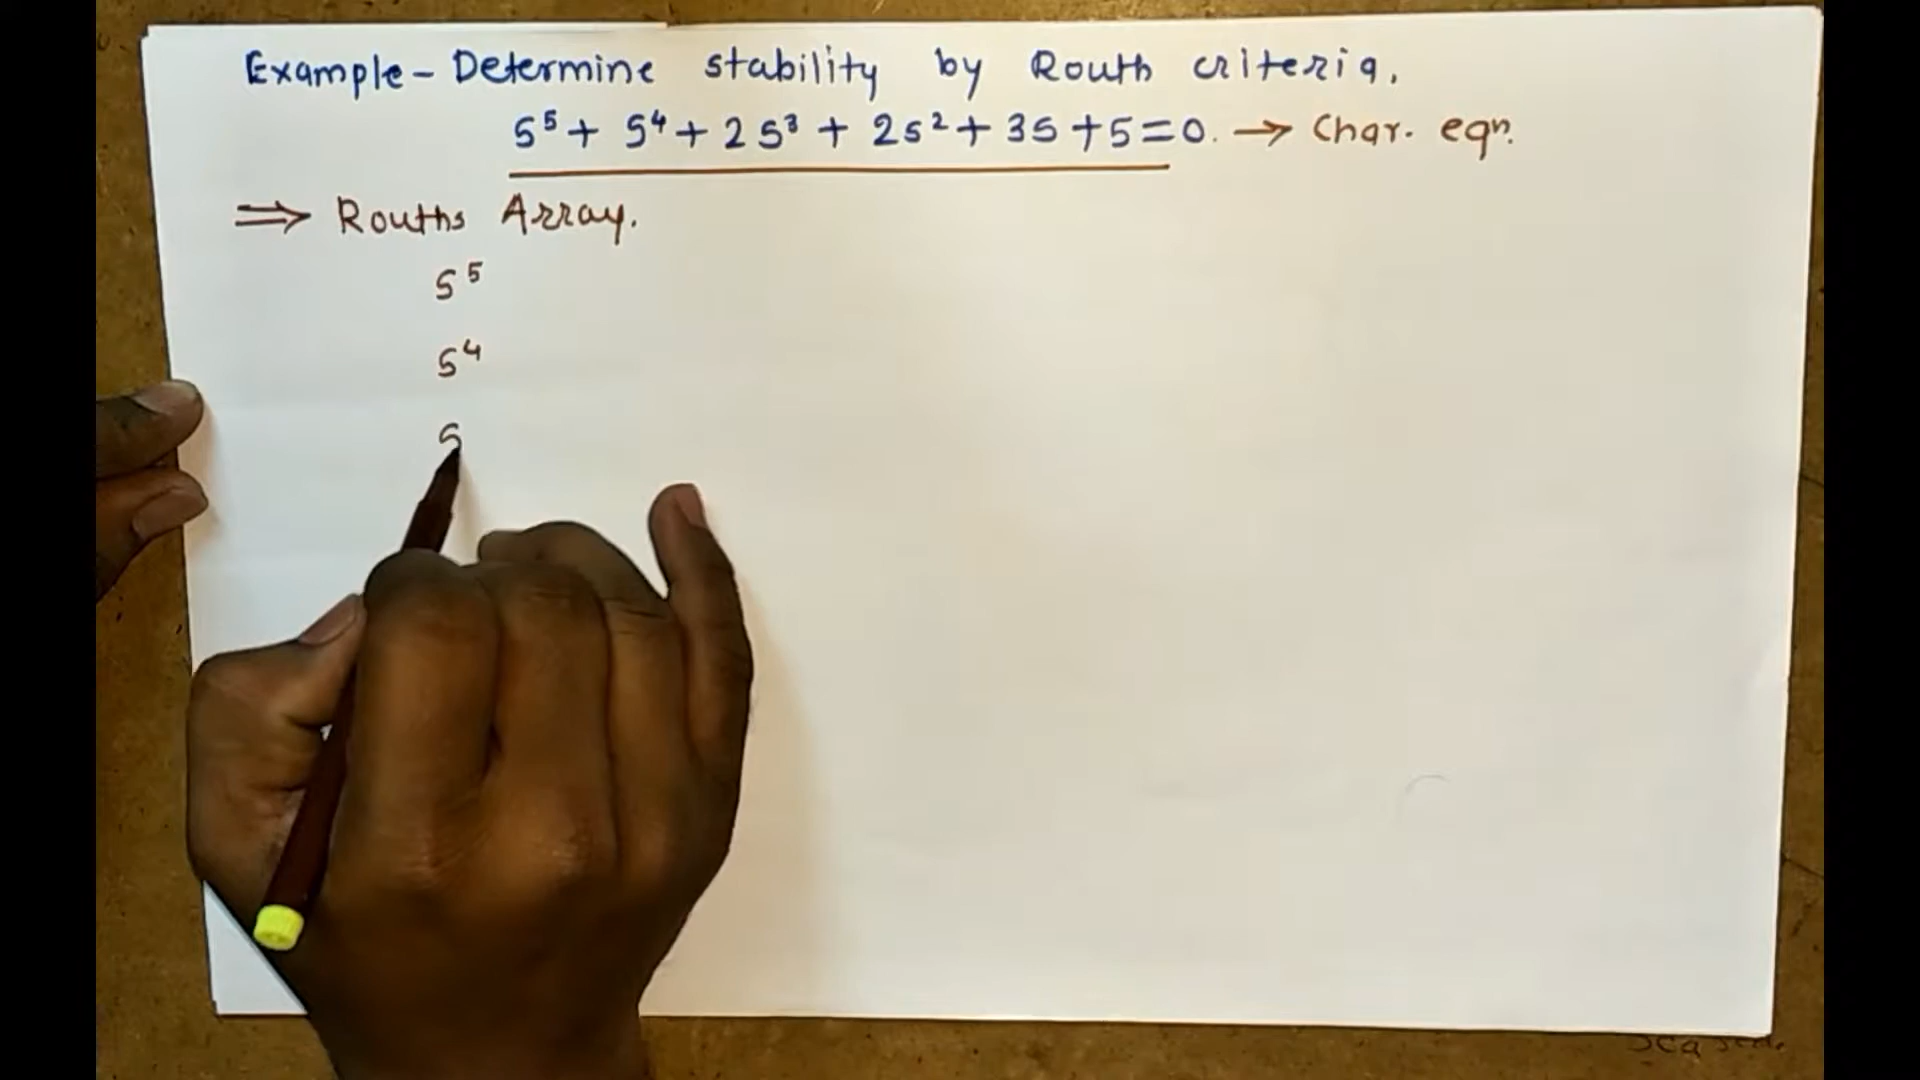 Example - Determine stability by Routh criteria.
S⁵ + S⁴ + 2S³ + 2S² + 3S + 5 = 0. → Char. eqn.
⇒ Rouths Array.
S⁵
S⁴
S